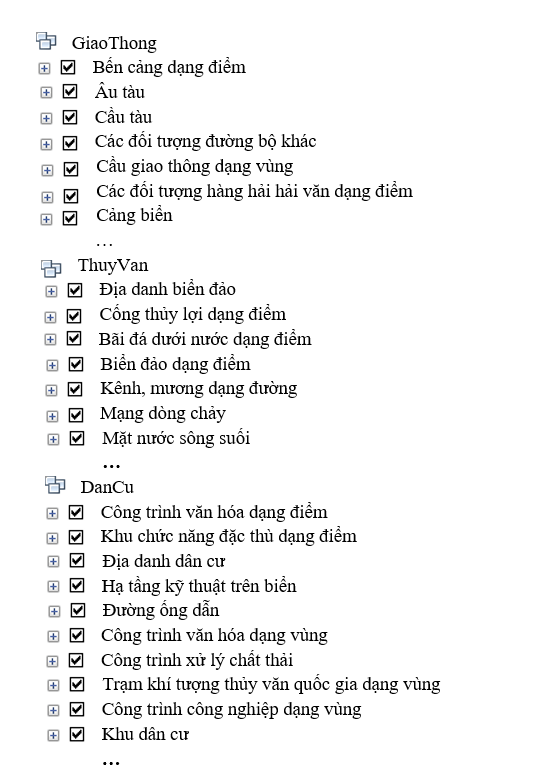 GiaoThong
Bến cảng dạng điểm
Âu tàu
Cầu tàu
Các đối tượng đường bộ khác
Cầu giao thông dạng vùng
Các đối tượng hàng hải hải văn dạng điểm
Cảng biển
…
ThuyVan
Địa danh biển đảo
Cống thủy lợi dạng điểm
Bãi đá dưới nước dạng điểm
Biển đảo dạng điểm
Kênh, mương dạng đường
Mạng dòng chảy
Mặt nước sông suối
…
DanCu
Công trình văn hóa dạng điểm
Khu chức năng đặc thù dạng điểm
Địa danh dân cư
Hạ tầng kỹ thuật trên biển
Đường ống dẫn
Công trình văn hóa dạng vùng
Công trình xử lý chất thải
Trạm khí tượng thủy văn quốc gia dạng vùng
Công trình công nghiệp dạng vùng
Khu dân cư
…